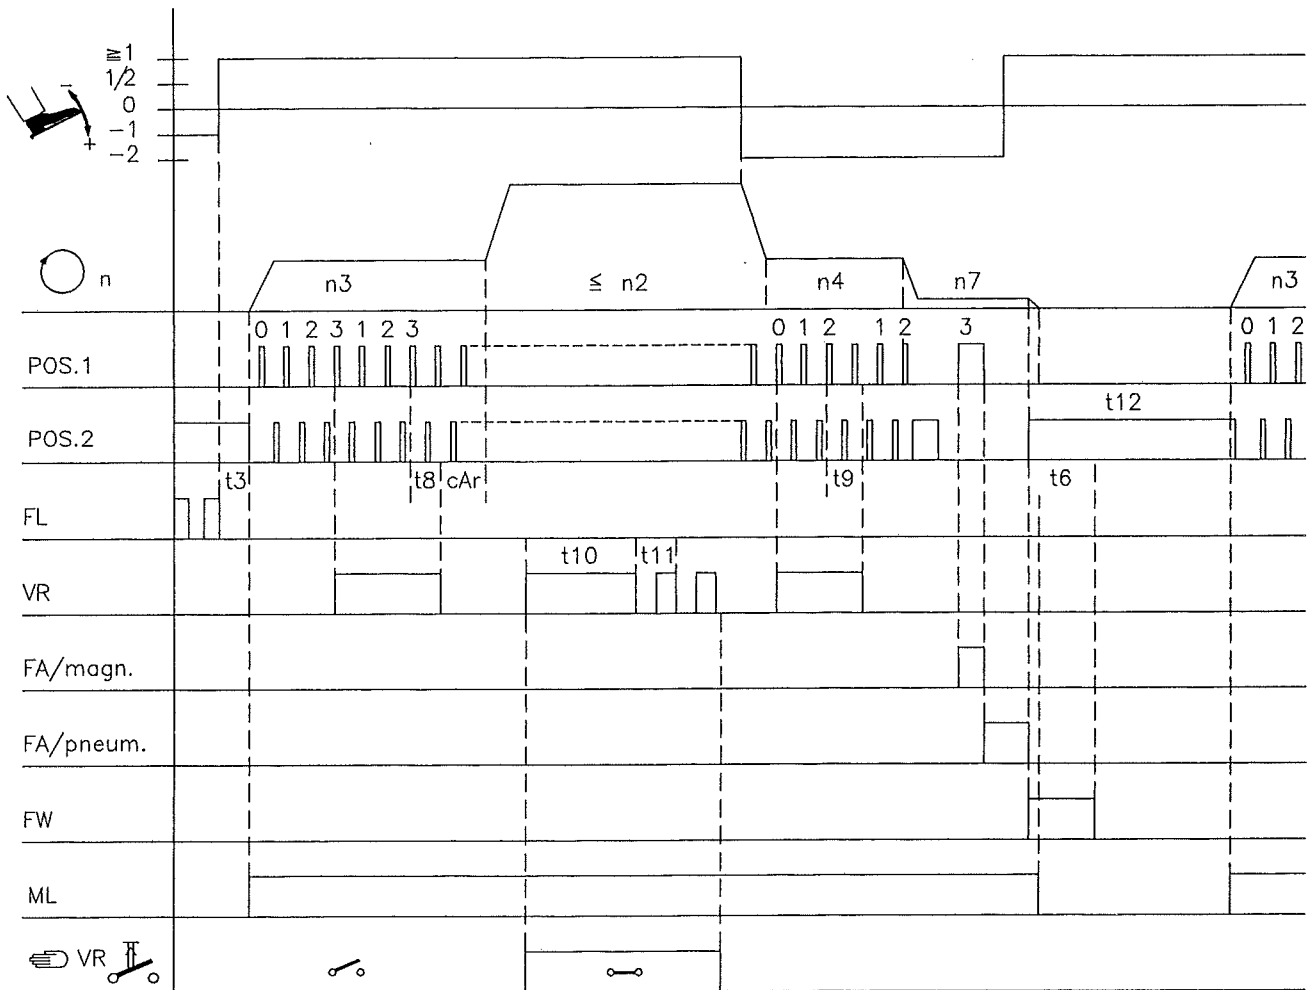 ≧1
1/2
0
−1
−2
−
+
n
n3
≤ n2
n4
n7
n3
0 1 2 3 1 2 3
0 1 2 1 2 3
0 1 2
POS.1
t12
POS.2
t3
t8 cAr
t9
t6
FL
t10
t11
VR
FA/magn.
FA/pneum.
FW
ML
VR